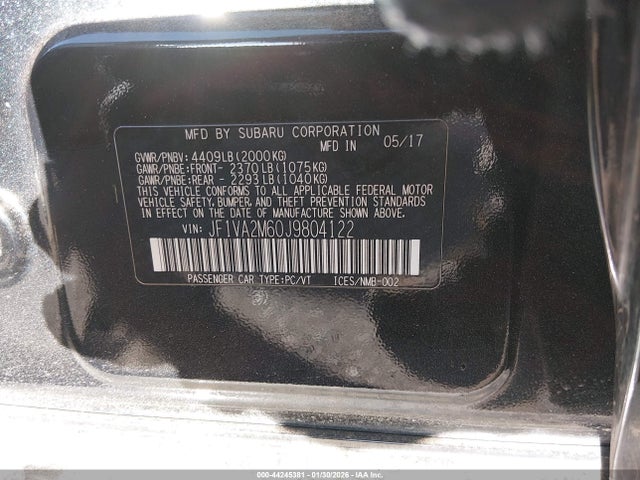 MFD BY SUBARU CORPORATION
MFD IN 05/17
GVWR/PNBV: 4409LB(2000KG)
GAWR/PNBE:FRONT- 2370LB(1075KG)
GAWR/PNBE:REAR - 2293LB(1040KG)
THIS VEHICLE CONFORMS TO ALL APPLICABLE FEDERAL MOTOR
VEHICLE SAFETY, BUMPER, AND THEFT PREVENTION STANDARDS
IN EFFECT ON THE DATE OF MANUFACTURE SHOWN ABOVE.
VIN: JF1VA2M60J9804122
PASSENGER CAR TYPE:PC/VT ICES/NMB-002
000-44245381 | 01/30/2026 | COPART, INC.